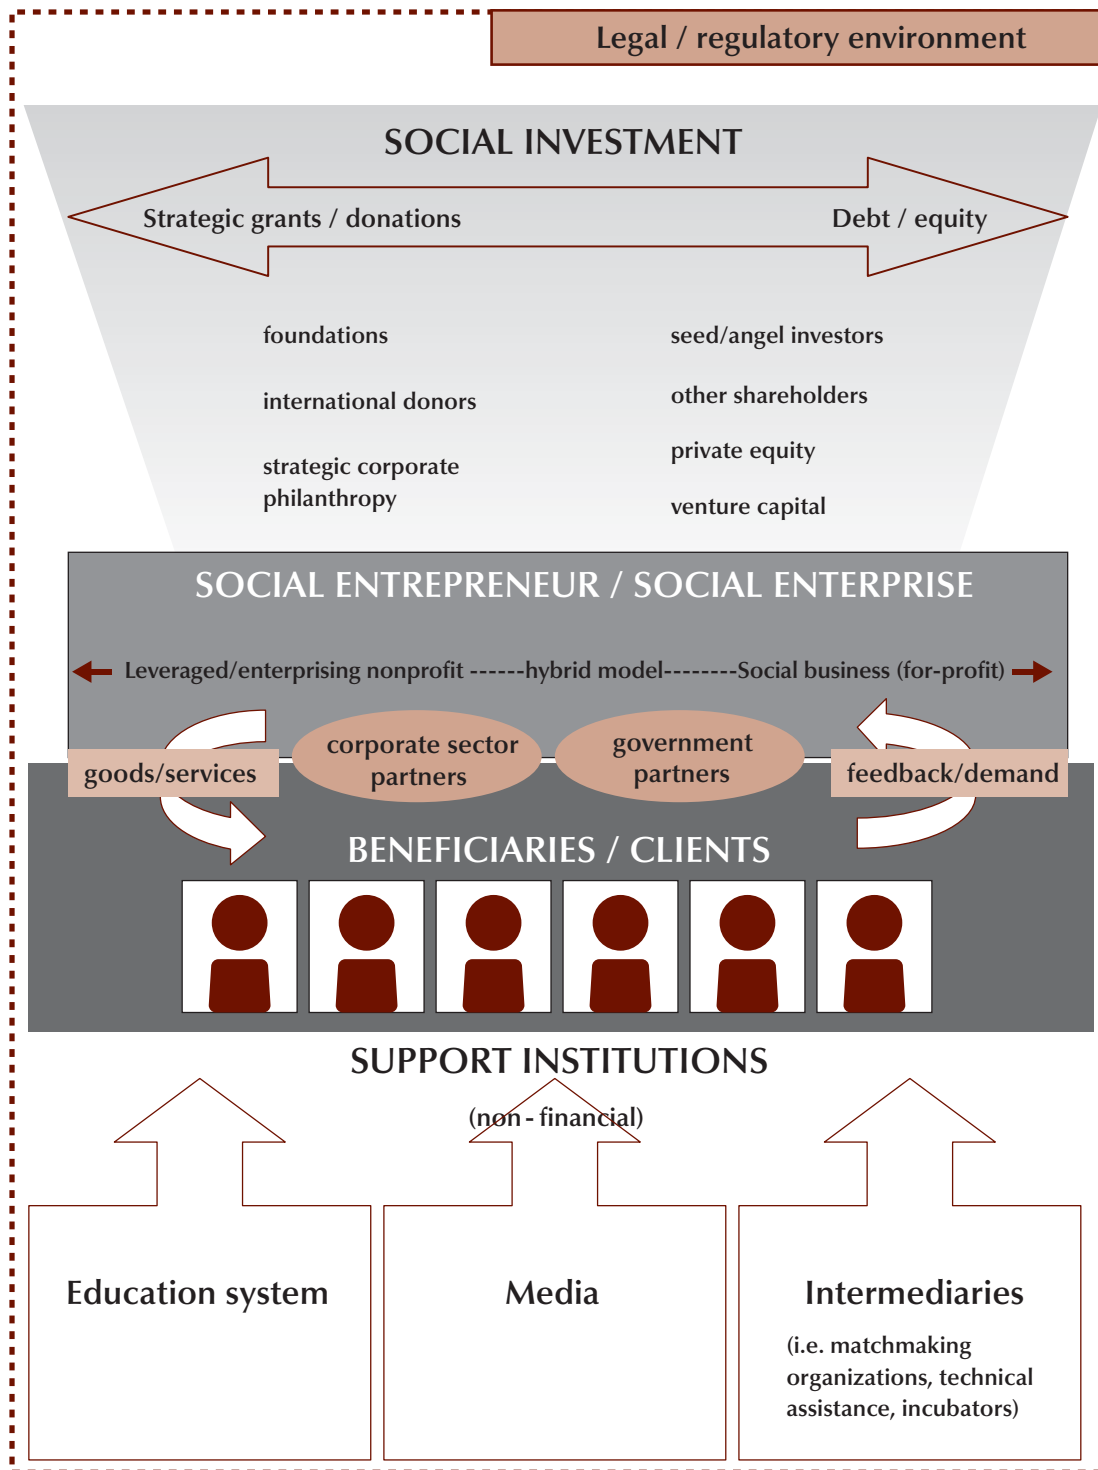 Legal / regulatory environment
SOCIAL INVESTMENT
Strategic grants / donations
Debt / equity
foundations
international donors
strategic corporate
philanthropy
seed/angel investors
other shareholders
private equity
venture capital
SOCIAL ENTREPRENEUR / SOCIAL ENTERPRISE
Leveraged/enterprising nonprofit ------hybrid model--------Social business (for-profit)
goods/services
corporate sector
partners
government
partners
feedback/demand
BENEFICIARIES / CLIENTS
SUPPORT INSTITUTIONS
(non - financial)
Education system
Media
Intermediaries
(i.e. matchmaking
organizations, technical
assistance, incubators)